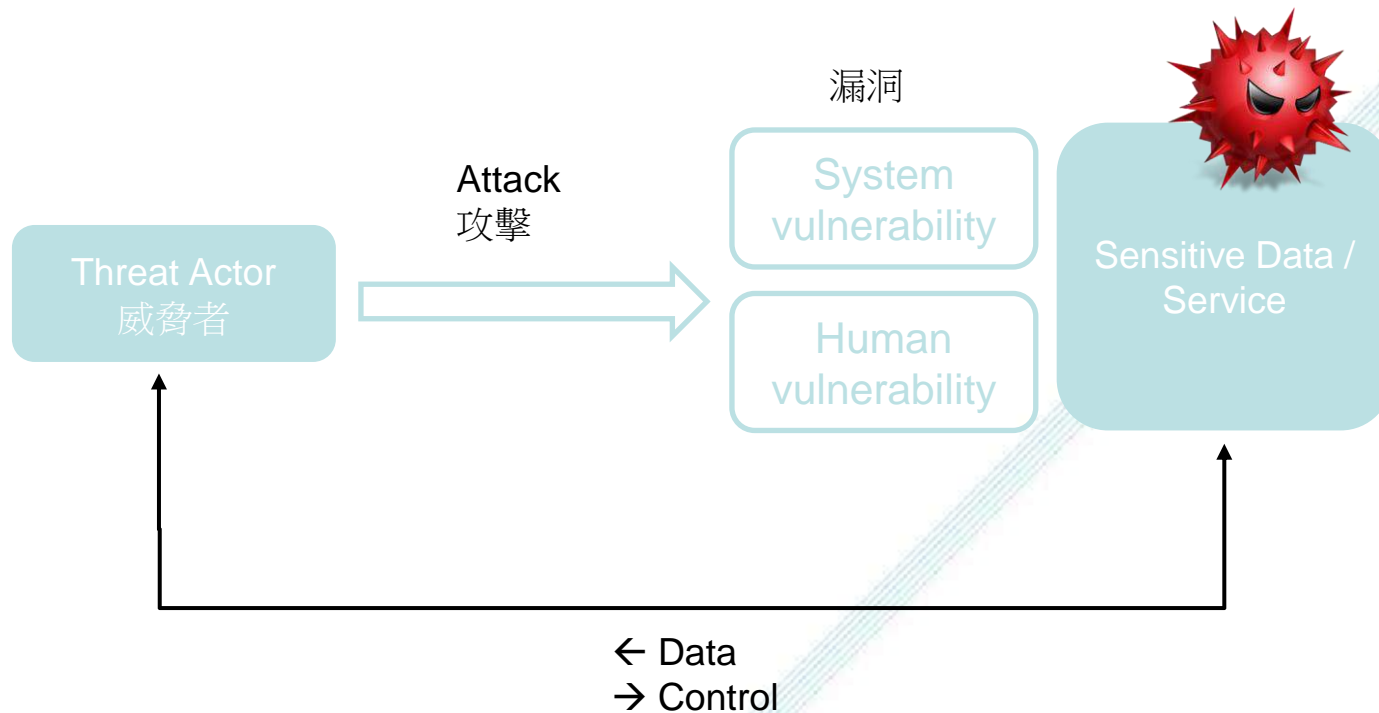 漏洞
Attack
攻擊
System
vulnerability
Threat Actor
威脅者
Sensitive Data /
Service
Human
vulnerability
← Data
→ Control